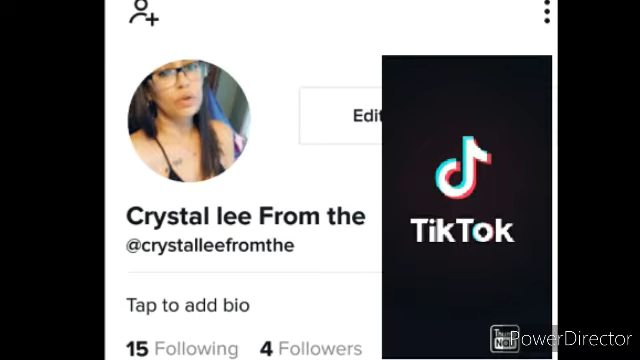 Edit
Crystal lee From the
@crystalleefromthe
Tap to add bio
15 Following 4 Followers
TikTok
PowerDirector